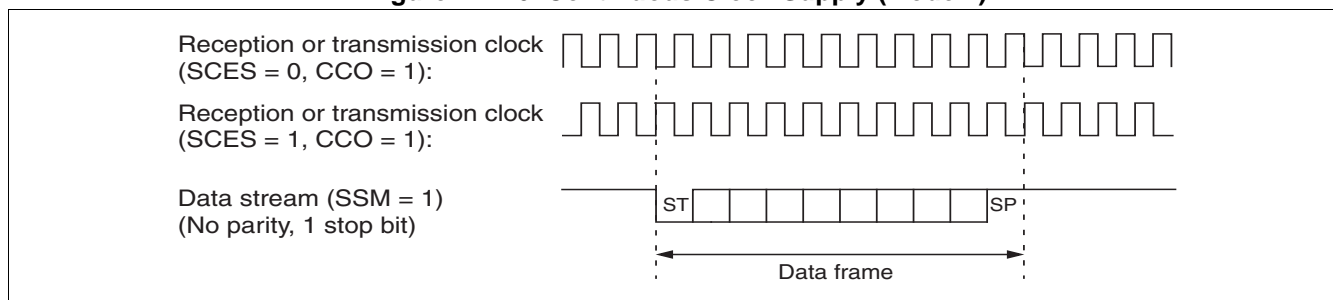 Reception or transmission clock
(SCES = 0, CCO = 1):
Reception or transmission clock
(SCES = 1, CCO = 1):
Data stream (SSM = 1)
(No parity, 1 stop bit)
ST
SP
Data frame